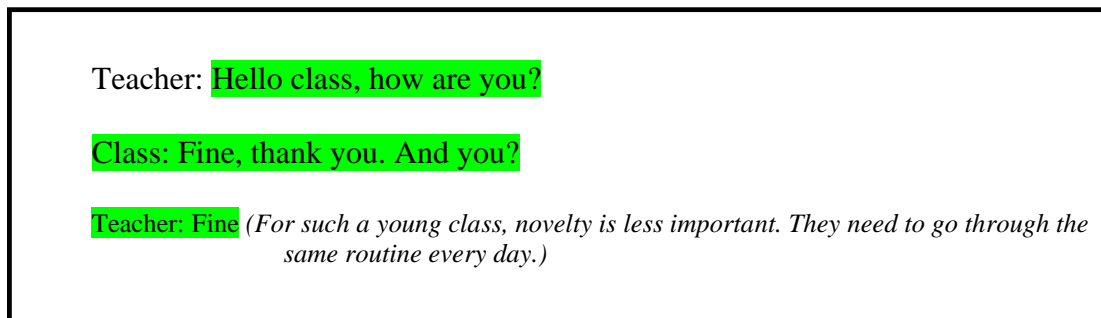 Teacher: Hello class, how are you?
Class: Fine, thank you. And you?
Teacher: Fine (For such a young class, novelty is less important. They need to go through the
same routine every day.)